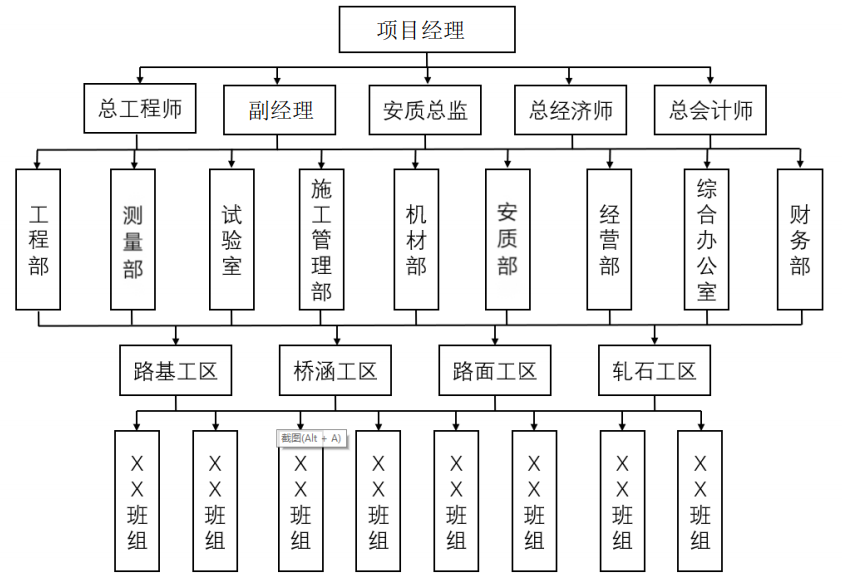 项目经理
总工程师
副经理
安质总监
总经济师
总会计师
工程部
测量部
试验室
施工管理部
机材部
安质部
经营部
综合办公室
财务部
路基工区
桥涵工区
路面工区
轧石工区
截图(Alt + A)
XX班组
XX班组
XX班组
XX班组
XX班组
XX班组
XX班组
XX班组